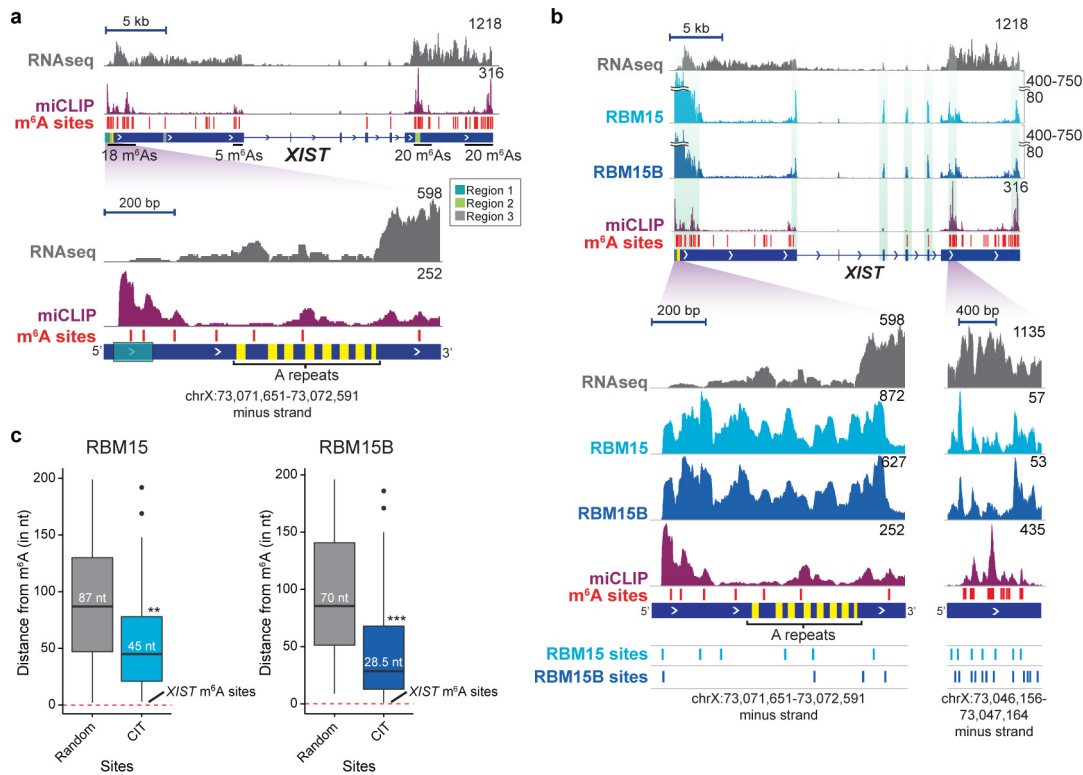 a
5 kb
1218
RNAseq
316
miCLIP
m⁶A sites
18 m⁶As
5 m⁶As
XIST
20 m⁶As
20 m⁶As
Region 1
Region 2
Region 3
200 bp
598
RNAseq
252
miCLIP
m⁶A sites
5'
3'
A repeats
chrX:73,071,651-73,072,591
minus strand
b
5 kb
1218
RNAseq
400-750
80
RBM15
400-750
80
RBM15B
316
miCLIP
m⁶A sites
XIST
200 bp
598
400 bp
1135
RNAseq
872
57
RBM15
627
53
RBM15B
252
435
miCLIP
m⁶A sites
5'
3'
A repeats
RBM15 sites
RBM15B sites
chrX:73,071,651-73,072,591
minus strand
chrX:73,046,156-
73,047,164
minus strand
c
RBM15
Distance from m⁶A (in nt)
200
150
100
50
0
87 nt
**
45 nt
XIST m⁶A sites
Random
CIT
Sites
RBM15B
Distance from m⁶A (in nt)
200
150
100
50
0
70 nt
***
28.5 nt
XIST m⁶A sites
Random
CIT
Sites